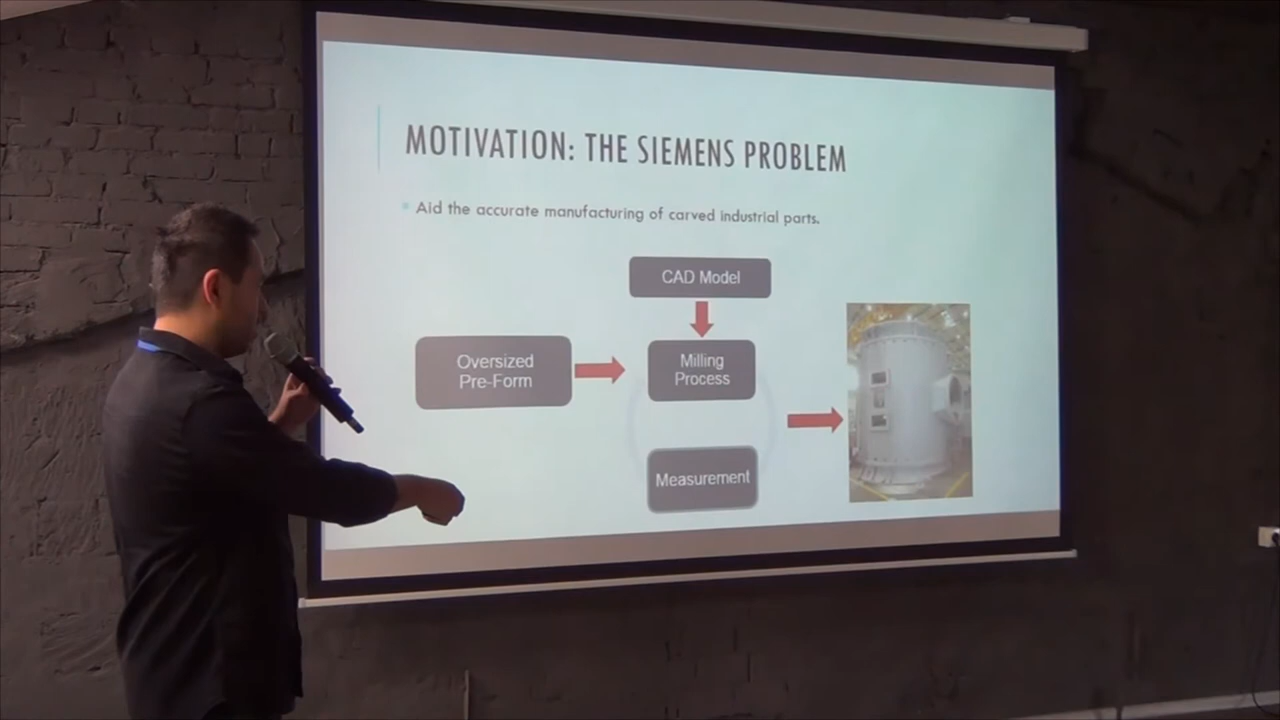 MOTIVATION: THE SIEMENS PROBLEM
Aid the accurate manufacturing of carved industrial parts.
CAD Model
Oversized
Pre-Form
Milling
Process
Measurement